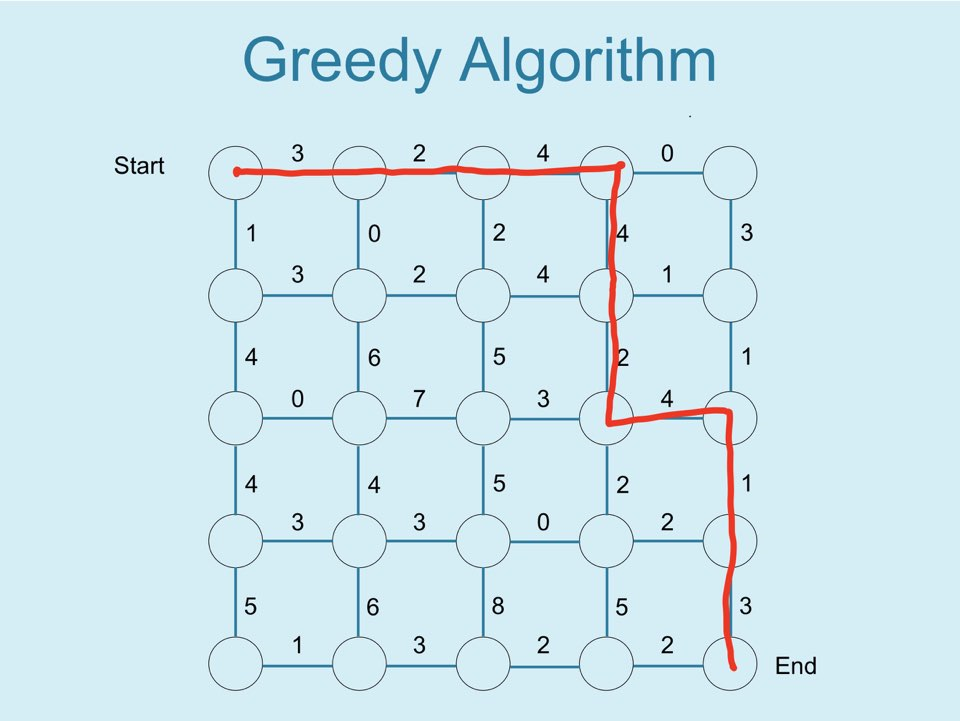 Greedy Algorithm
Start
3 2 4 0
1 0 2 4 3
3 2 4 1
4 6 5 2 1
0 7 3 4
4 4 5 2 1
3 3 0 2
5 6 8 5 3
1 3 2 2
End